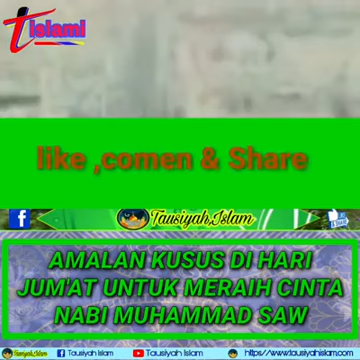 Islami
like ,comen & Share
Tausiyah Islam
AMALAN KUSUS DI HARI
JUM'AT UNTUK MERAIH CINTA
NABI MUHAMMAD SAW
Tausiyah Islam Tausiyah Islam Tausiyah Islam https://www.tausiyahislam.com